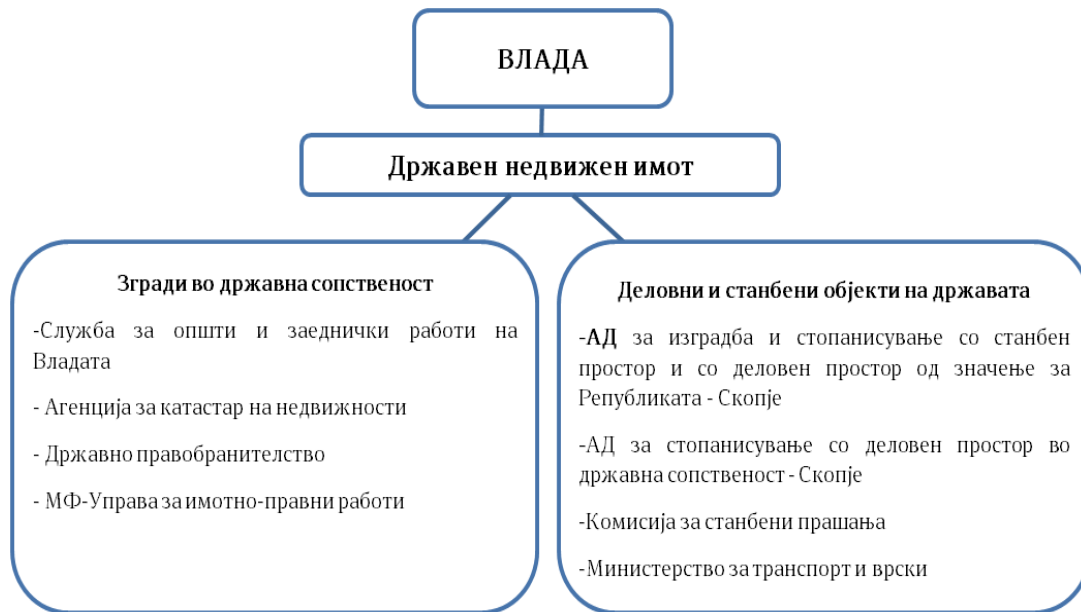 ВЛАДА
Државен недвижен имот
Згради во државна сопственост
-Служба за општи и заеднички работи на
Владата
- Агенција за катастар на недвижности
- Државно правобранителство
- МФ-Управа за имотно-правни работи
Деловни и станбени објекти на државата
-АД за изградба и стопанисување со станбен
простор и со деловен простор од значење за
Републиката - Скопје
-АД за стопанисување со деловен простор во
државна сопственост - Скопје
-Комисија за станбени прашања
-Министерство за транспорт и врски